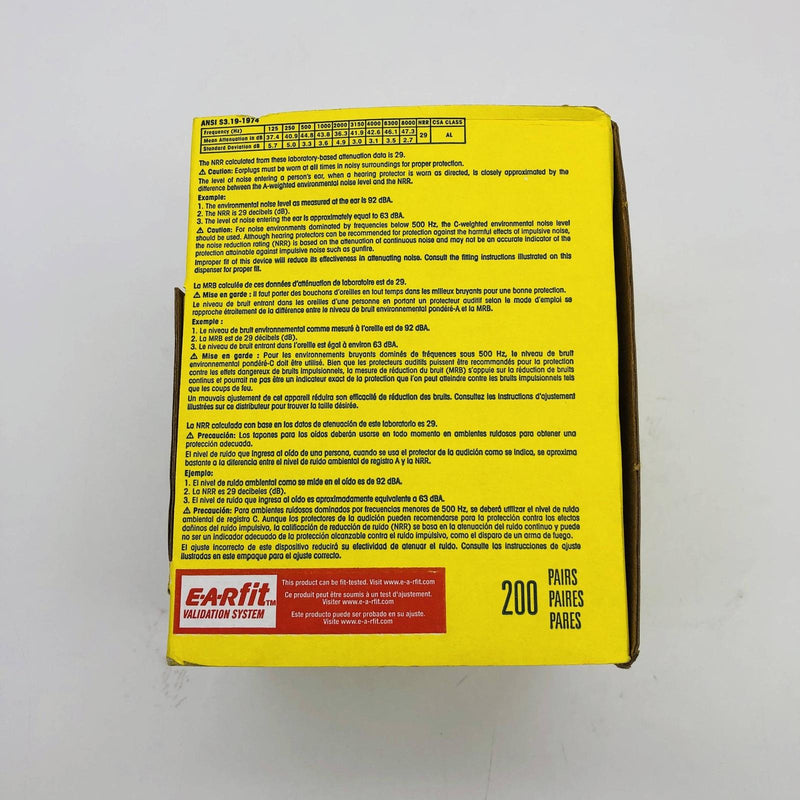 ANSI S3.19-1974
Frequency (Hz) 125 250 500 1000 2000 3150 4000 6300 8000 NRR CSA CLASS
Mean Attenuation in dB 37.4 40.9 44.8 43.8 36.3 41.9 42.6 46.1 47.3 29 AL
Standard Deviation dB 5.7 5.0 3.3 3.6 4.9 3.0 3.1 3.5 2.7
The NRR calculated from these laboratory-based attenuation data is 29.
⚠ Caution: Earplugs must be worn at all times in noisy surroundings for proper protection.
The level of noise entering a person's ear, when a hearing protector is worn as directed, is closely approximated by the
difference between the A-weighted environmental noise level and the NRR.
Example:
1. The environmental noise level as measured at the ear is 92 dBA.
2. The NRR is 29 decibels (dB).
3. The level of noise entering the ear is approximately equal to 63 dBA.
⚠ Caution: For noise environments dominated by frequencies below 500 Hz, the C-weighted environmental noise level
should be used. Although hearing protectors can be recommended for protection against the harmful effects of impulsive noise,
the noise reduction rating (NRR) is based on the attenuation of continuous noise and may not be an accurate indicator of the
protection attainable against impulsive noise such as gunfire.
Improper fit of this device will reduce its effectiveness in attenuating noise. Consult the fitting instructions illustrated on this
dispenser for proper fit.
La MRB calculée de ces données d'atténuation de laboratoire est de 29.
⚠ Mise en garde : Il faut porter des bouchons d'oreilles en tout temps dans les milieux bruyants pour une bonne protection.
Le niveau de bruit entrant dans les oreilles d'une personne en portant un protecteur auditif selon le mode d'emploi se
rapproche étroitement de la différence entre le niveau de bruit environnemental pondéré-A et la MRB.
Exemple :
1. Le niveau de bruit environnemental comme mesuré à l'oreille est de 92 dBA.
2. La MRB est de 29 décibels (dB).
3. Le niveau de bruit entrant dans l'oreille est égal à environ 63 dBA.
⚠ Mise en garde : Pour les environnements bruyants dominés de fréquences sous 500 Hz, le niveau de bruit
environnemental pondéré-C doit être utilisé. Bien que les protecteurs auditifs puissent être recommandés pour la protection
contre les effets dangereux de bruits impulsionnels, la mesure de réduction du bruit (MRB) s'appuie sur la réduction de bruits
continus et pourrait ne pas être un indicateur exact de la protection que l'on peut atteindre contre les bruits impulsionnels tels
que les coups de feu.
Un mauvais ajustement de cet appareil réduira son efficacité de réduction des bruits. Consultez les instructions d'ajustement
illustrées sur ce distributeur pour trouver la taille désirée.
La NRR calculada con base en los datos de atenuación de este laboratorio es 29.
⚠ Precaución: Los tapones para los oídos deberán usarse en todo momento en ambientes ruidosos para obtener una
protección adecuada.
El nivel de ruido que ingresa al oído de una persona, cuando se usa el protector de la audición como se indica, se aproxima
bastante a la diferencia entre el nivel de ruido ambiental de registro A y la NRR.
Ejemplo:
1. El nivel de ruido ambiental como se mide en el oído es de 92 dBA.
2. La NRR es 29 decibeles (dB).
3. El nivel de ruido que ingresa al oído es aproximadamente equivalente a 63 dBA.
⚠ Precaución: Para ambientes ruidosos dominados por frecuencias menores de 500 Hz, se deberá utilizar el nivel de ruido
ambiental de registro C. Aunque los protectores de la audición pueden recomendarse para la protección contra los efectos
dañinos del ruido impulsivo, la calificación de reducción de ruido (NRR) se basa en la atenuación del ruido continuo y puede
no ser un indicador adecuado de la protección alcanzable contra el ruido impulsivo, como el disparo de un arma de fuego.
El ajuste incorrecto de este dispositivo reducirá su efectividad de atenuar el ruido. Consulte las instrucciones de ajuste
ilustradas en este empaque para el ajuste correcto.
E-A-Rfit™
VALIDATION SYSTEM
This product can be fit-tested. Visit www.e-a-rfit.com
Ce produit peut être soumis à un test d'ajustement.
Visiter www.e-a-rfit.com
Este producto puede ser probado en su ajuste.
Visite www.e-a-rfit.com
200
PAIRS
PAIRES
PARES